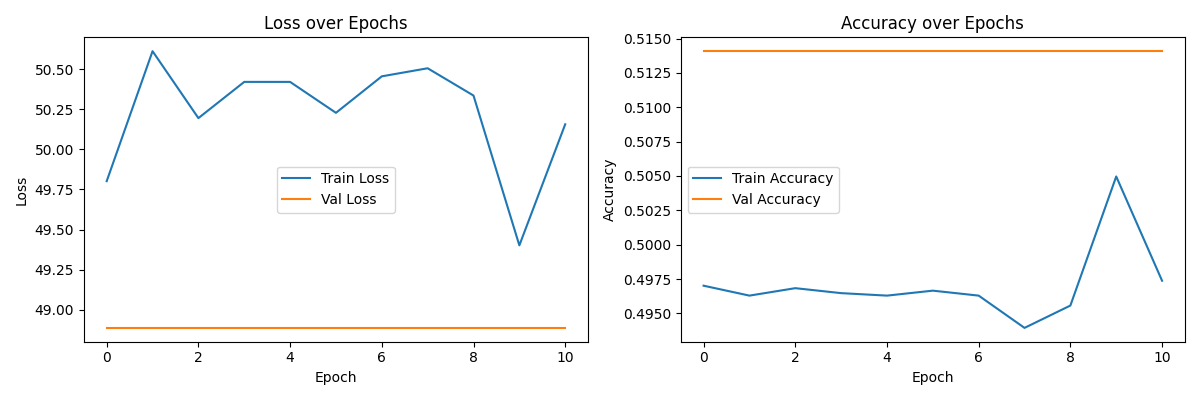 Loss over Epochs
50.50
50.25
50.00
49.75
49.50
49.25
49.00
Loss
Train Loss
Val Loss
0 2 4 6 8 10
Epoch
Accuracy over Epochs
0.5150
0.5125
0.5100
0.5075
0.5050
0.5025
0.5000
0.4975
0.4950
Accuracy
Train Accuracy
Val Accuracy
0 2 4 6 8 10
Epoch